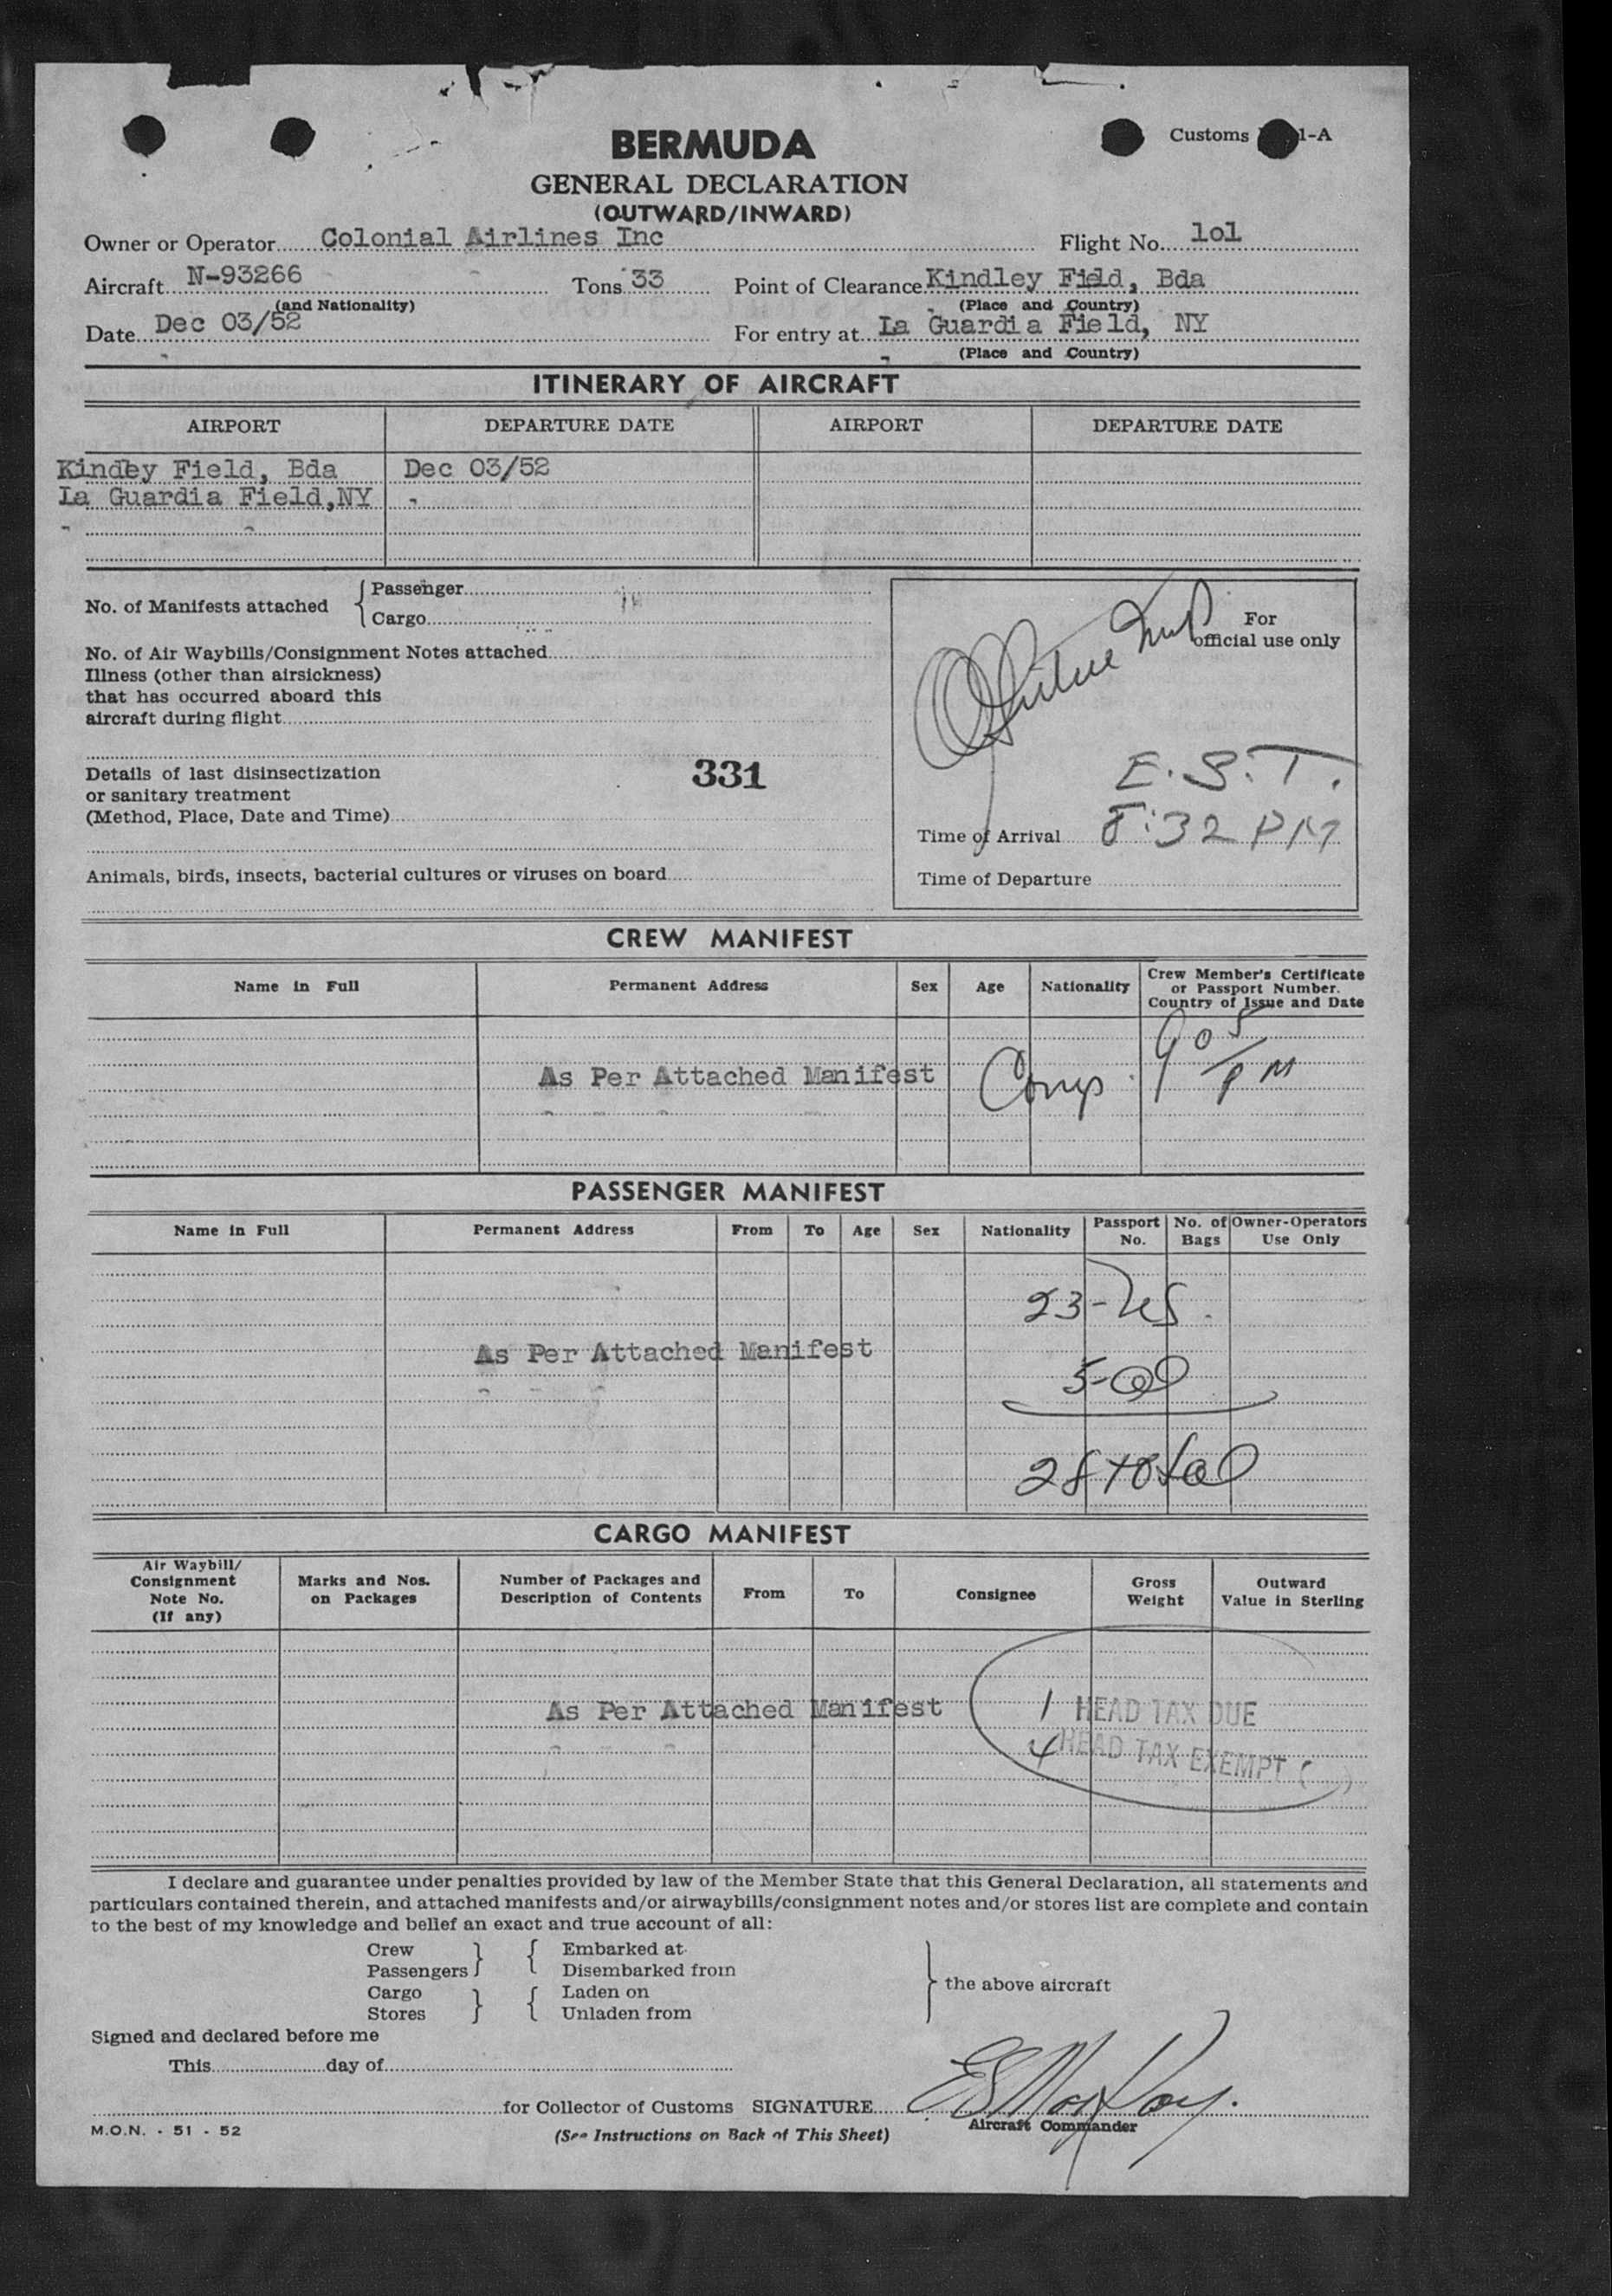 Customs 1-A
BERMUDA
GENERAL DECLARATION
(OUTWARD/INWARD)
Owner or Operator Colonial Airlines Inc Flight No. 1o1
Aircraft N-93266 Tons 33 Point of Clearance Kindley Field, Bda
(and Nationality) (Place and Country)
Date Dec 03/52 For entry at La Guardia Field, NY
(Place and Country)
ITINERARY OF AIRCRAFT
AIRPORT DEPARTURE DATE AIRPORT DEPARTURE DATE
Kindey Field, Bda Dec 03/52
La Guardia Field,NY
No. of Manifests attached { Passenger
Cargo
For
official use only
No. of Air Waybills/Consignment Notes attached
Illness (other than airsickness)
that has occurred aboard this
aircraft during flight
Details of last disinsectization
or sanitary treatment
(Method, Place, Date and Time)
331
E.S.T.
Time of Arrival 8:32 PM
Animals, birds, insects, bacterial cultures or viruses on board
Time of Departure
CREW MANIFEST
Name in Full Permanent Address Sex Age Nationality Crew Member's Certificate
or Passport Number.
Country of Issue and Date
As Per Attached Manifest Comp 905 PM
PASSENGER MANIFEST
Name in Full Permanent Address From To Age Sex Nationality Passport No. No. of Bags Owner-Operators Use Only
23-US.
As Per Attached Manifest
5-al
28 total
CARGO MANIFEST
Air Waybill/ Consignment Note No. (If any) Marks and Nos. on Packages Number of Packages and Description of Contents From To Consignee Gross Weight Outward Value in Sterling
As Per Attached Manifest 1 HEAD TAX DUE
4 HEAD TAX EXEMPT ( )
I declare and guarantee under penalties provided by law of the Member State that this General Declaration, all statements and
particulars contained therein, and attached manifests and/or airwaybills/consignment notes and/or stores list are complete and contain
to the best of my knowledge and belief an exact and true account of all:
Crew } { Embarked at
Passengers Disembarked from
Cargo } { Laden on
Stores Unladen from
} the above aircraft
Signed and declared before me
This day of
for Collector of Customs SIGNATURE
Aircraft Commander
M.O.N. - 51 - 52
(See Instructions on Back of This Sheet)